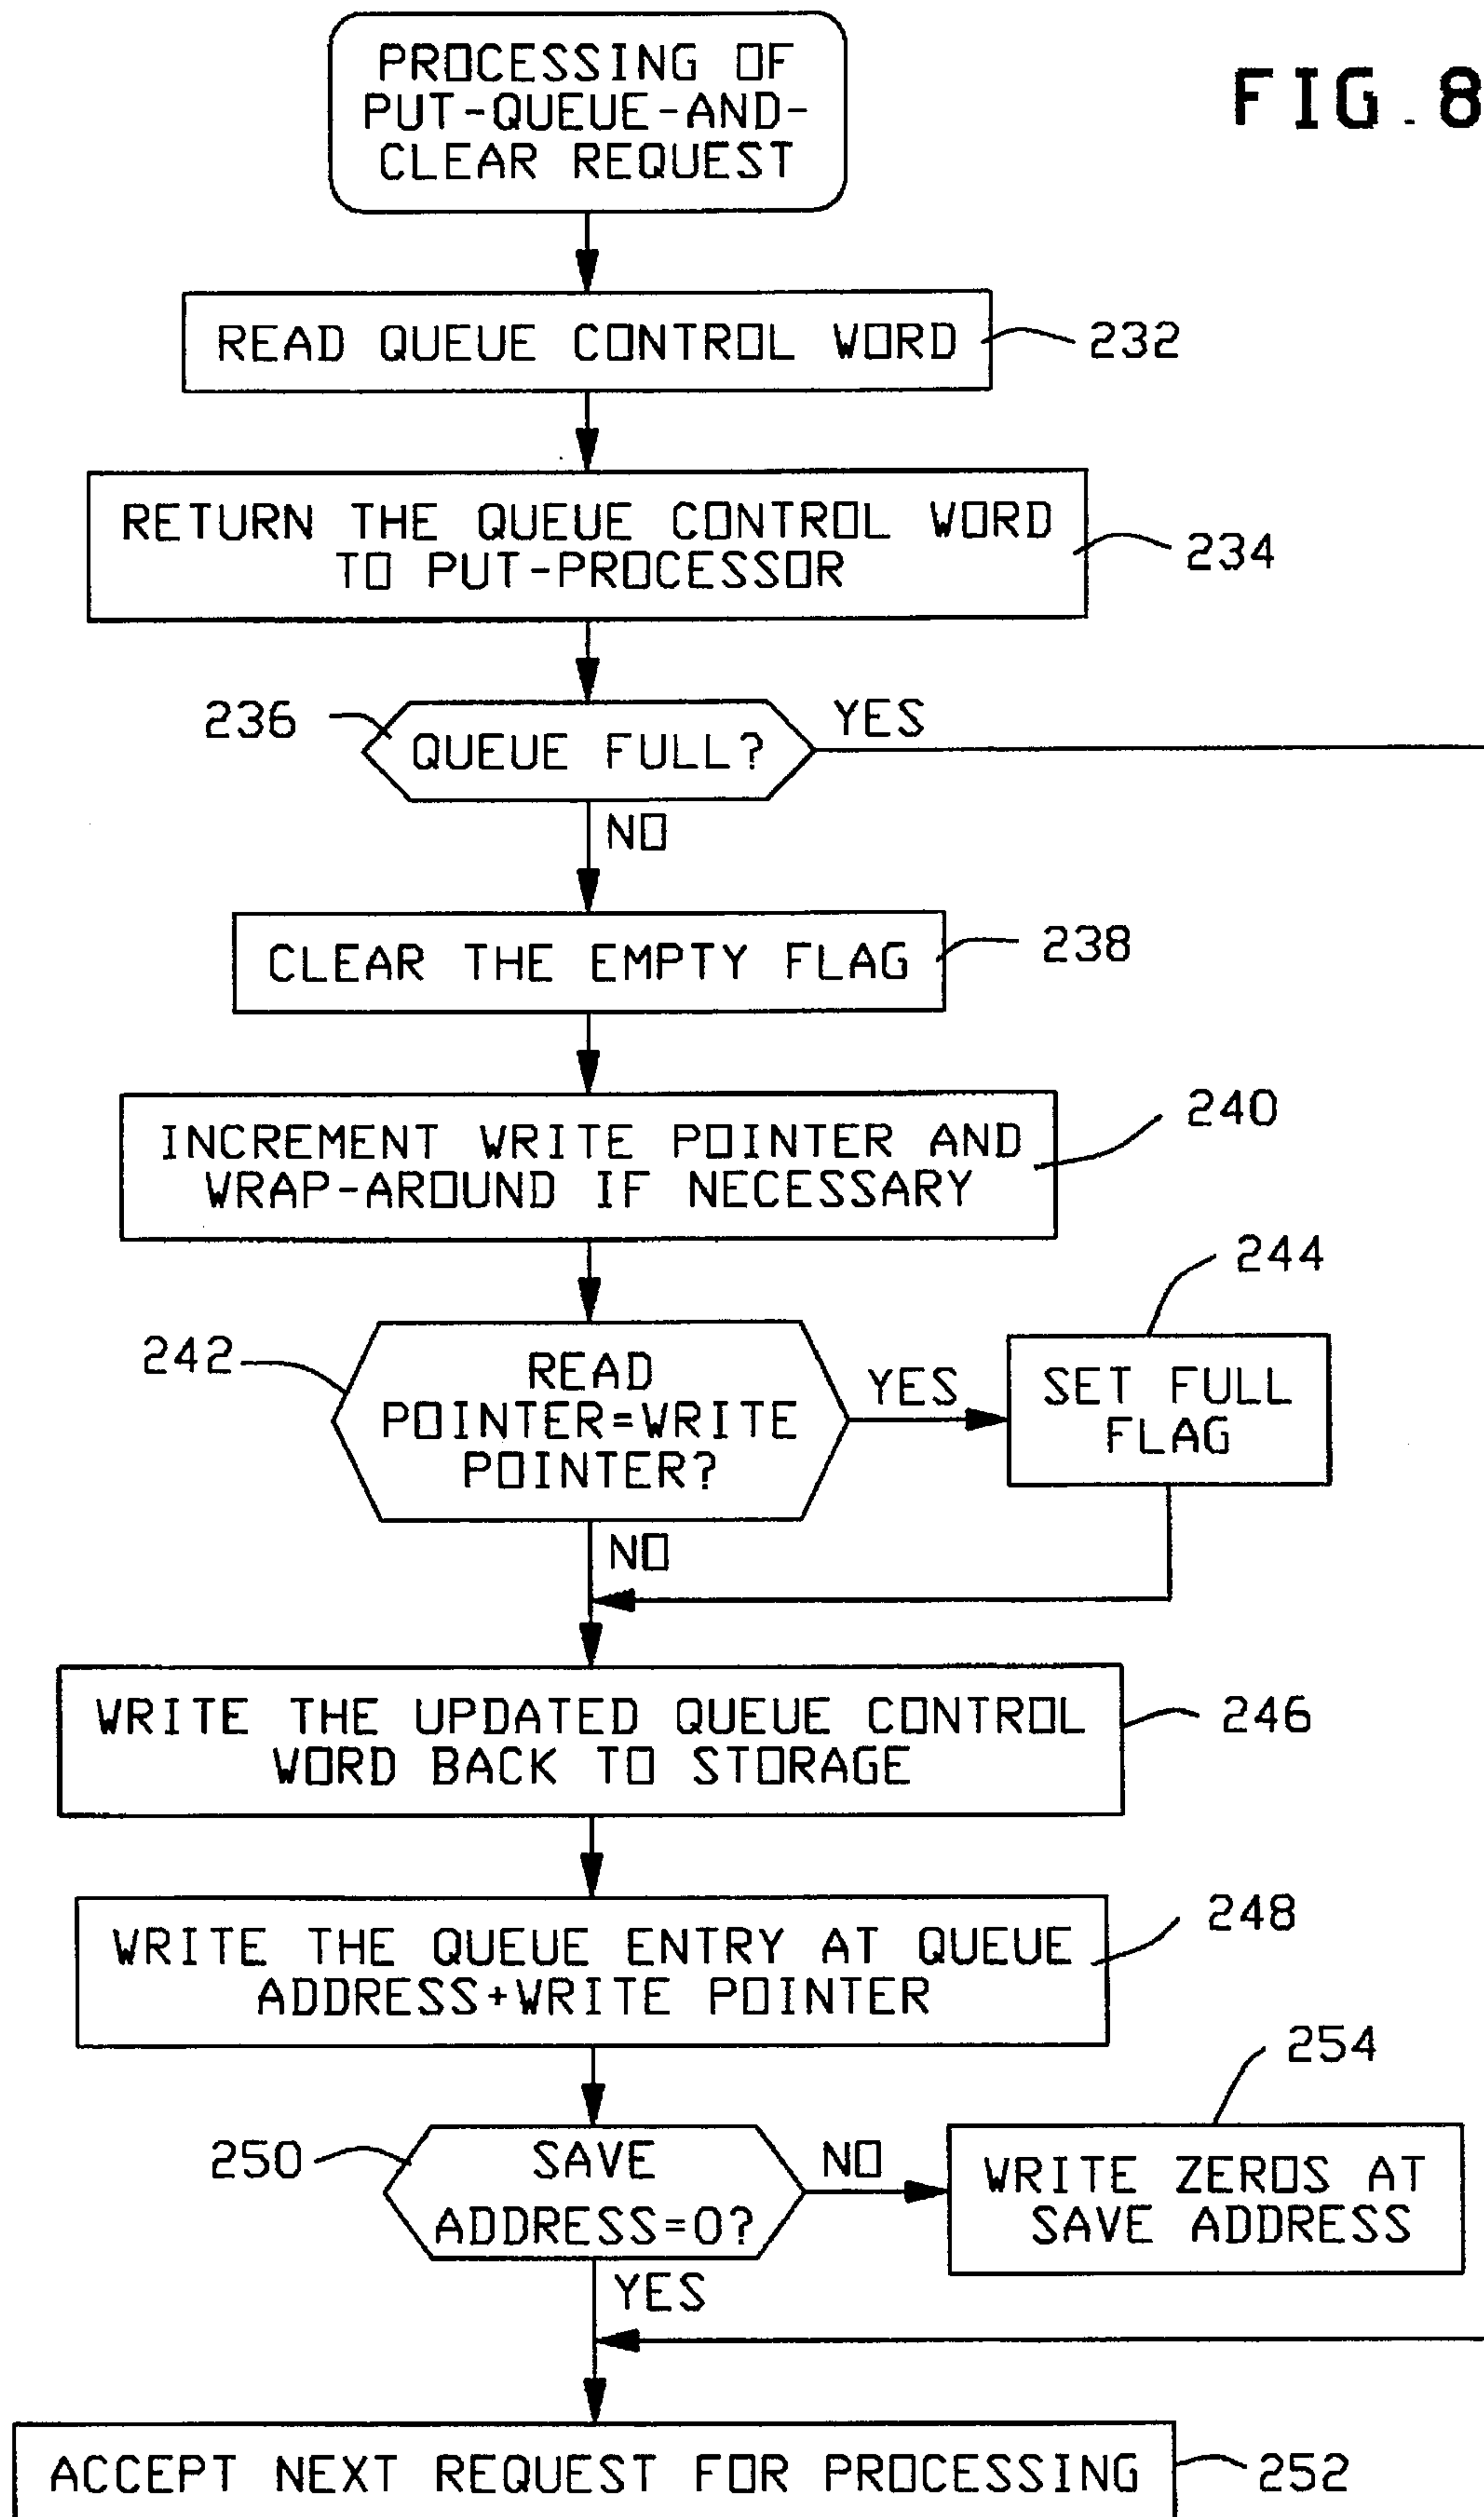 PROCESSING OF
PUT-QUEUE-AND-
CLEAR REQUEST
FIG. 8
READ QUEUE CONTROL WORD
232
RETURN THE QUEUE CONTROL WORD
TO PUT-PROCESSOR
234
236
QUEUE FULL?
YES
NO
CLEAR THE EMPTY FLAG
238
INCREMENT WRITE POINTER AND
WRAP-AROUND IF NECESSARY
240
242
READ
POINTER=WRITE
POINTER?
YES
244
SET FULL
FLAG
NO
WRITE THE UPDATED QUEUE CONTROL
WORD BACK TO STORAGE
246
WRITE THE QUEUE ENTRY AT QUEUE
ADDRESS+WRITE POINTER
248
250
SAVE
ADDRESS=0?
NO
254
WRITE ZEROS AT
SAVE ADDRESS
YES
ACCEPT NEXT REQUEST FOR PROCESSING
252